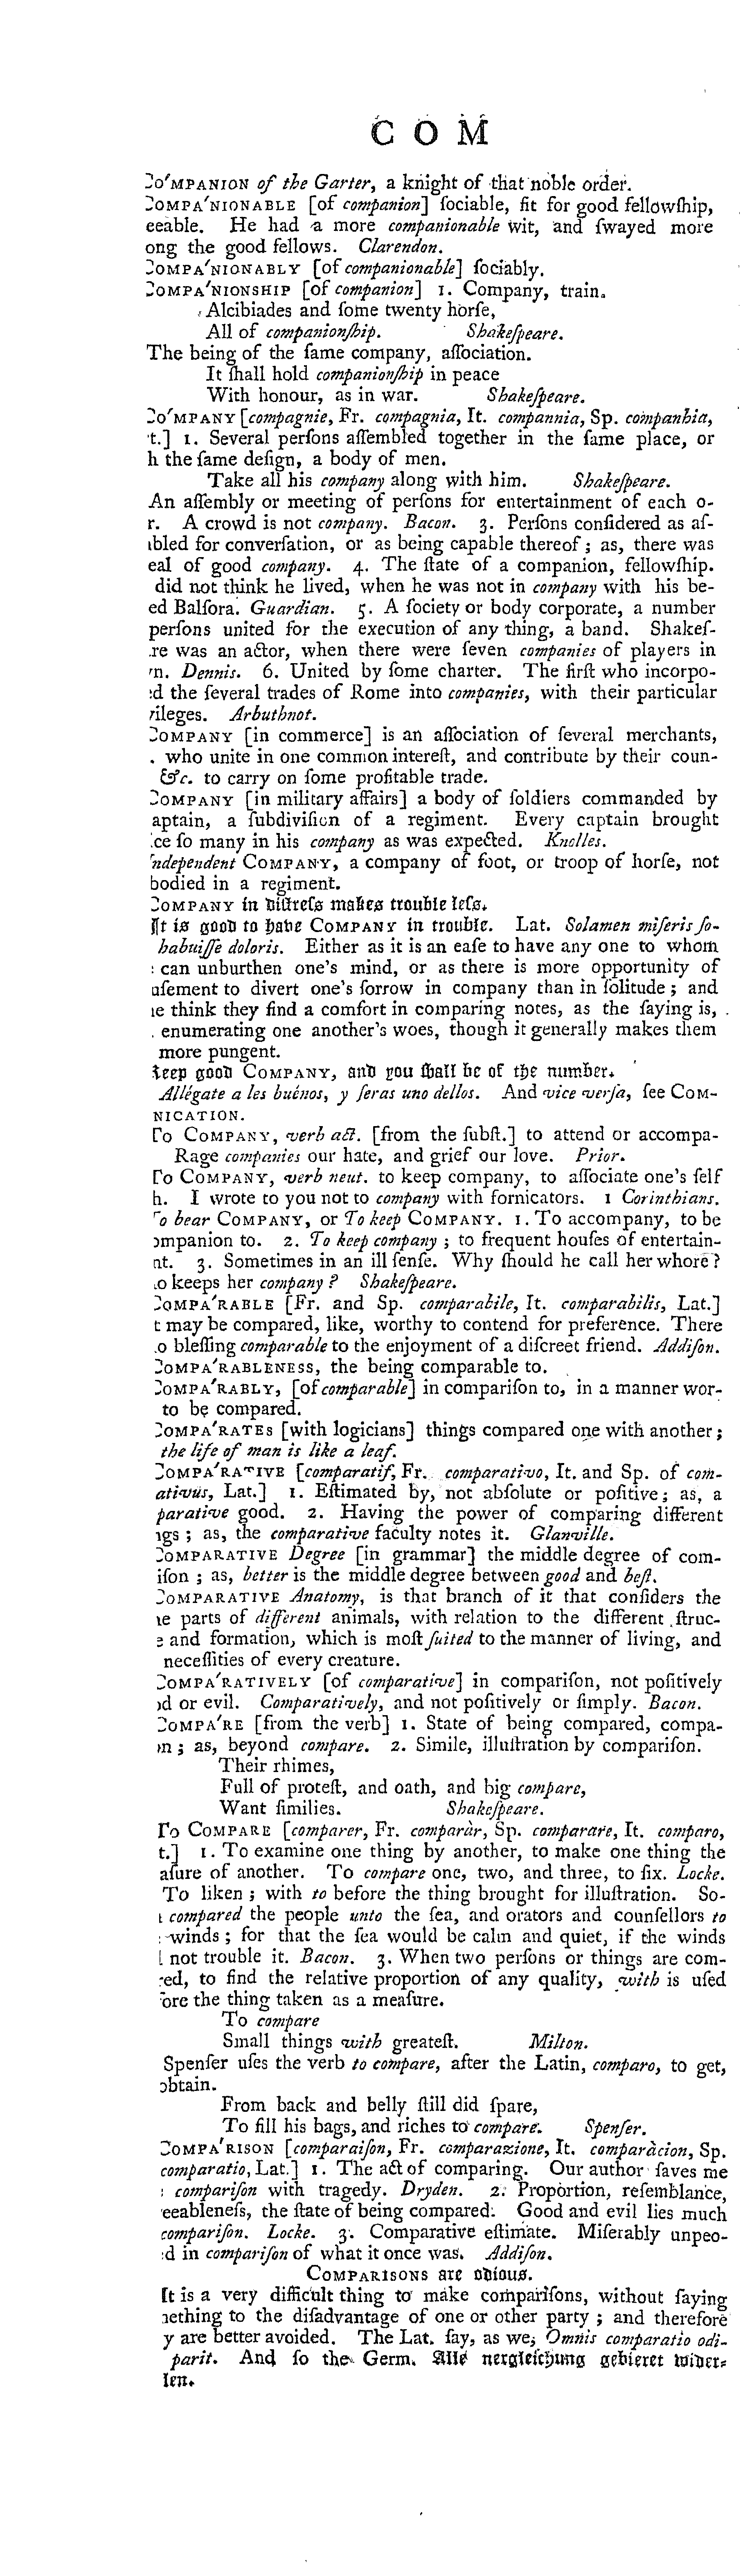 COM
Co'MPANION of the Garter, a knight of that noble order.
COMPA'NIONABLE [of companion] ſociable, fit for good fellowſhip,
eeable. He had a more companionable wit, and ſwayed more
ong the good fellows. Clarendon.
COMPA'NIONABLY [of companionable] ſociably.
COMPA'NIONSHIP [of companion] 1. Company, train.
Alcibiades and ſome twenty horſe,
All of companionſhip. Shakeſpeare.
The being of the ſame company, aſſociation.
It ſhall hold companionſhip in peace
With honour, as in war. Shakeſpeare.
Co'MPANY [compagnie, Fr. compagnia, It. compannia, Sp. companhia,
t.] 1. Several perſons aſſembled together in the ſame place, or
h the ſame deſign, a body of men.
Take all his company along with him. Shakeſpeare.
An aſſembly or meeting of perſons for entertainment of each o-
r. A crowd is not company. Bacon. 3. Perſons conſidered as aſ-
bled for converſation, or as being capable thereof; as, there was
eal of good company. 4. The ſtate of a companion, fellowſhip.
did not think he lived, when he was not in company with his be-
ed Balſora. Guardian. 5. A ſociety or body corporate, a number
perſons united for the execution of any thing, a band. Shakeſ-
re was an actor, when there were ſeven companies of players in
n. Dennis. 6. United by ſome charter. The firſt who incorpo-
d the ſeveral trades of Rome into companies, with their particular
rileges. Arbuthnot.
COMPANY [in commerce] is an aſſociation of ſeveral merchants,
. who unite in one common intereſt, and contribute by their coun-
&c. to carry on ſome profitable trade.
COMPANY [in military affairs] a body of ſoldiers commanded by
aptain, a ſubdiviſion of a regiment. Every captain brought
ce ſo many in his company as was expected. Knolles.
ndependent COMPANY, a company of foot, or troop of horſe, not
bodied in a regiment.
COMPANY in diſtreſs makes trouble leſs.
It is good to have COMPANY in trouble. Lat. Solamen miſeris ſo-
habuiſſe doloris. Either as it is an eaſe to have any one to whom
can unburthen one's mind, or as there is more opportunity of
uſement to divert one's ſorrow in company than in ſolitude; and
e think they find a comfort in comparing notes, as the ſaying is,
. enumerating one another's woes, though it generally makes them
more pungent.
Keep good COMPANY, and you ſhall be of the number.
Allégate a les buénos, y ſeras uno dellos. And vice verſa, ſee COM-
NICATION.
To COMPANY, verb act. [from the ſubſt.] to attend or accompa-
Rage companies our hate, and grief our love. Prior.
To COMPANY, verb neut. to keep company, to aſſociate one's ſelf
h. I wrote to you not to company with fornicators. 1 Corinthians.
To bear COMPANY, or To keep COMPANY. 1. To accompany, to be
ompanion to. 2. To keep company; to frequent houſes of entertain-
nt. 3. Sometimes in an ill ſenſe. Why ſhould he call her whore?
o keeps her company? Shakeſpeare.
COMPA'RABLE [Fr. and Sp. comparabile, It. comparabilis, Lat.]
t may be compared, like, worthy to contend for preference. There
o bleſſing comparable to the enjoyment of a diſcreet friend. Addiſon.
COMPA'RABLENESS, the being comparable to.
COMPA'RABLY, [of comparable] in compariſon to, in a manner wor-
to be compared.
COMPA'RATES [with logicians] things compared one with another;
the life of man is like a leaf.
COMPA'RATIVE [comparatif, Fr. comparativo, It. and Sp. of com-
ativus, Lat.] 1. Eſtimated by, not abſolute or poſitive; as, a
parative good. 2. Having the power of comparing different
ngs; as, the comparative faculty notes it. Glanville.
COMPARATIVE Degree [in grammar] the middle degree of com-
iſon; as, better is the middle degree between good and beſt.
COMPARATIVE Anatomy, is that branch of it that conſiders the
e parts of different animals, with relation to the different ſtruc-
e and formation, which is moſt ſuited to the manner of living, and
neceſſities of every creature.
COMPA'RATIVELY [of comparative] in compariſon, not poſitively
od or evil. Comparatively, and not poſitively or ſimply. Bacon.
COMPA'RE [from the verb] 1. State of being compared, compa-
on; as, beyond compare. 2. Simile, illuſtration by compariſon.
Their rhimes,
Full of proteſt, and oath, and big compare,
Want ſimilies. Shakeſpeare.
To COMPARE [comparer, Fr. comparàr, Sp. comparare, It. comparo,
t.] 1. To examine one thing by another, to make one thing the
aſure of another. To compare one, two, and three, to ſix. Locke.
To liken; with to before the thing brought for illuſtration. So-
compared the people unto the ſea, and orators and counſellors to
winds; for that the ſea would be calm and quiet, if the winds
not trouble it. Bacon. 3. When two perſons or things are com-
red, to find the relative proportion of any quality, with is uſed
fore the thing taken as a meaſure.
To compare
Small things with greateſt. Milton.
Spenſer uſes the verb to compare, after the Latin, comparo, to get,
obtain.
From back and belly ſtill did ſpare,
To fill his bags, and riches to compare. Spenſer.
COMPA'RISON [comparaiſon, Fr. comparazione, It. comparàcion, Sp.
comparatio, Lat.] 1. The act of comparing. Our author ſaves me
compariſon with tragedy. Dryden. 2. Proportion, reſemblance,
eeableneſs, the ſtate of being compared. Good and evil lies much
compariſon. Locke. 3. Comparative eſtimate. Miſerably unpeo-
d in compariſon of what it once was. Addiſon.
COMPARISONS are odious.
It is a very difficult thing to make compariſons, without ſaying
nething to the diſadvantage of one or other party; and therefore
y are better avoided. The Lat. ſay, as we, Omnis comparatio odi-
parit. And ſo the Germ. Alle nergleichung gebieret wider-
len.